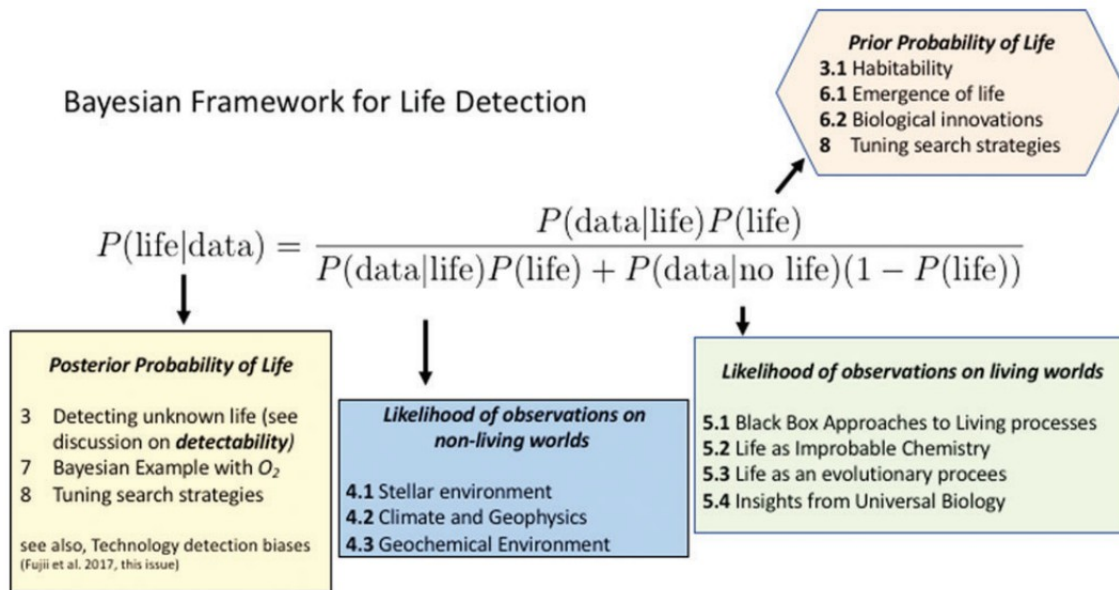 Prior Probability of Life
3.1 Habitability
6.1 Emergence of life
6.2 Biological innovations
8 Tuning search strategies
Bayesian Framework for Life Detection
P(data|life)P(life)
P(life|data) =
P(data|life)P(life) + P(data|no life)(1 − P(life))
Posterior Probability of Life
3 Detecting unknown life (see
discussion on detectability)
7 Bayesian Example with O₂
8 Tuning search strategies
see also, Technology detection biases
(Fujii et al. 2017, this issue)
Likelihood of observations on
non-living worlds
4.1 Stellar environment
4.2 Climate and Geophysics
4.3 Geochemical Environment
Likelihood of observations on living worlds
5.1 Black Box Approaches to Living processes
5.2 Life as Improbable Chemistry
5.3 Life as an evolutionary procees
5.4 Insights from Universal Biology